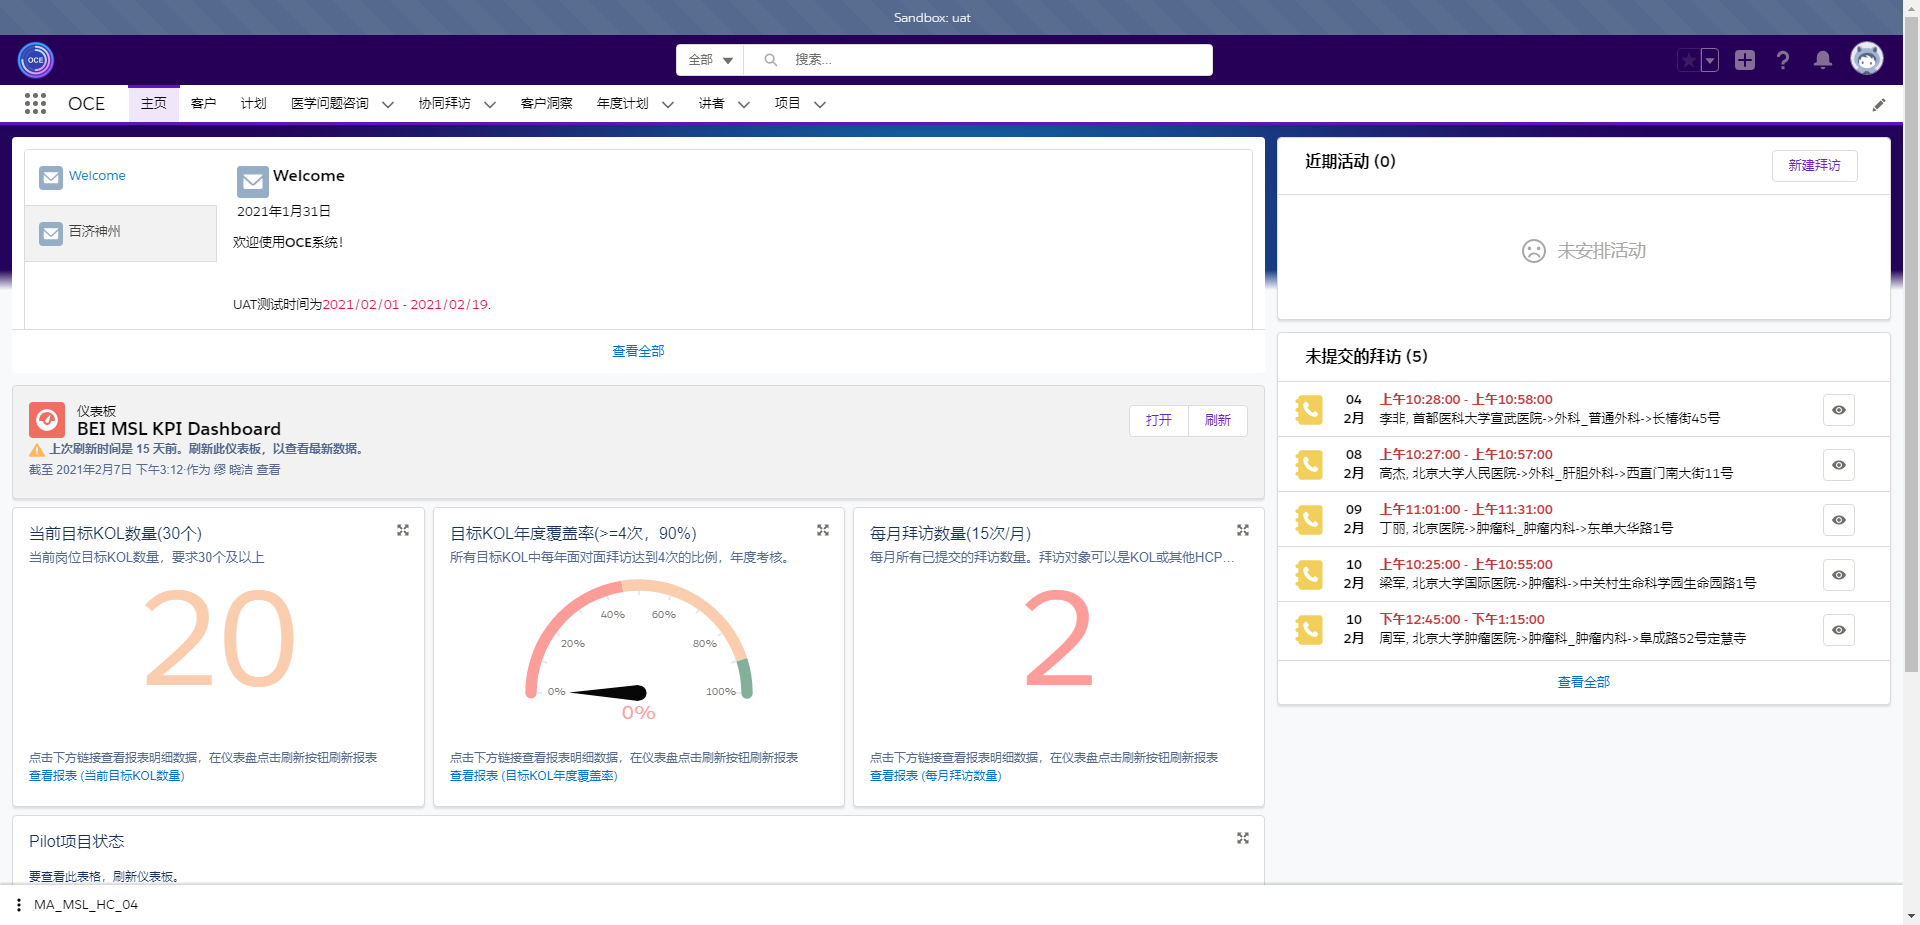 Sandbox: uat
OCE
全部
搜索...
OCE
主页
客户
计划
医学问题咨询
协同拜访
客户洞察
年度计划
讲者
项目
Welcome
百济神州
Welcome
2021年1月31日
欢迎使用OCE系统！
UAT测试时间为2021/02/01 - 2021/02/19.
查看全部
仪表板
BEI MSL KPI Dashboard
上次刷新时间是 15 天前。刷新此仪表板，以查看最新数据。
截至 2021年2月7日 下午3:12·作为 缪 晓洁 查看
打开
刷新
当前目标KOL数量(30个)
当前岗位目标KOL数量，要求30个及以上
20
点击下方链接查看报表明细数据，在仪表盘点击刷新按钮刷新报表
查看报表 (当前目标KOL数量)
目标KOL年度覆盖率(>=4次，90%)
所有目标KOL中每年面对面拜访达到4次的比例，年度考核。
0%
20%
40%
60%
80%
100%
0%
点击下方链接查看报表明细数据，在仪表盘点击刷新按钮刷新报表
查看报表 (目标KOL年度覆盖率)
每月拜访数量(15次/月)
每月所有已提交的拜访数量。拜访对象可以是KOL或其他HCP...
2
点击下方链接查看报表明细数据，在仪表盘点击刷新按钮刷新报表
查看报表 (每月拜访数量)
Pilot项目状态
要查看此表格，刷新仪表板。
近期活动 (0)
新建拜访
未安排活动
未提交的拜访 (5)
04
2月
上午10:28:00 - 上午10:58:00
李非, 首都医科大学宣武医院->外科_普通外科->长椿街45号
08
2月
上午10:27:00 - 上午10:57:00
高杰, 北京大学人民医院->外科_肝胆外科->西直门南大街11号
09
2月
上午11:01:00 - 上午11:31:00
丁丽, 北京医院->肿瘤科_肿瘤内科->东单大华路1号
10
2月
上午10:25:00 - 上午10:55:00
梁军, 北京大学国际医院->肿瘤科->中关村生命科学园生命园路1号
10
2月
下午12:45:00 - 下午1:15:00
周军, 北京大学肿瘤医院->肿瘤科_肿瘤内科->阜成路52号定慧寺
查看全部
MA_MSL_HC_04